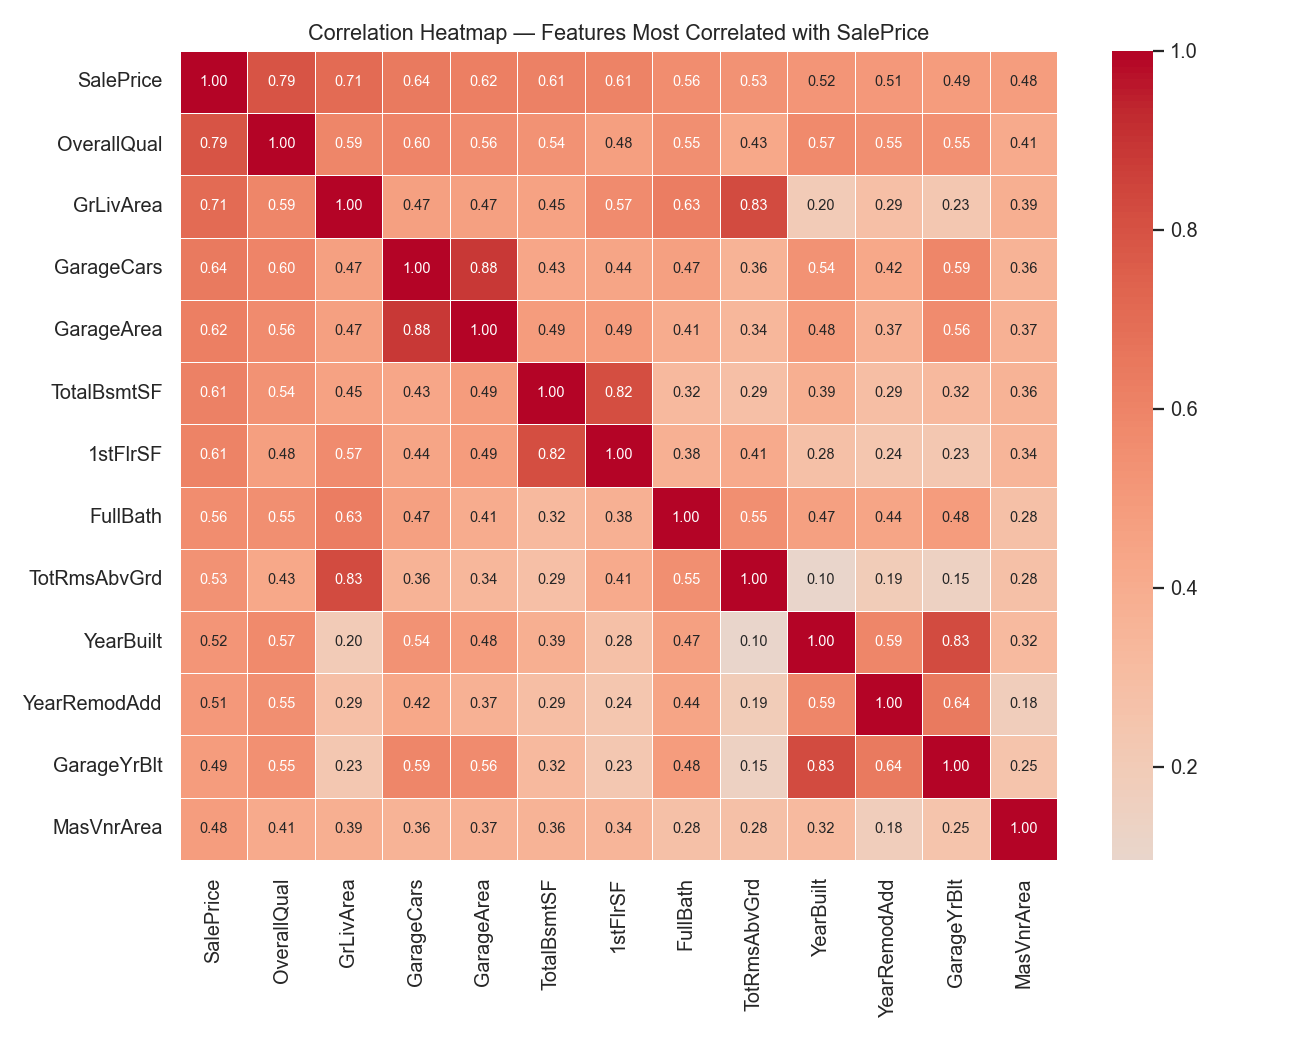 Correlation Heatmap — Features Most Correlated with SalePrice
SalePrice 1.00 0.79 0.71 0.64 0.62 0.61 0.61 0.56 0.53 0.52 0.51 0.49 0.48
OverallQual 0.79 1.00 0.59 0.60 0.56 0.54 0.48 0.55 0.43 0.57 0.55 0.55 0.41
GrLivArea 0.71 0.59 1.00 0.47 0.47 0.45 0.57 0.63 0.83 0.20 0.29 0.23 0.39
GarageCars 0.64 0.60 0.47 1.00 0.88 0.43 0.44 0.47 0.36 0.54 0.42 0.59 0.36
GarageArea 0.62 0.56 0.47 0.88 1.00 0.49 0.49 0.41 0.34 0.48 0.37 0.56 0.37
TotalBsmtSF 0.61 0.54 0.45 0.43 0.49 1.00 0.82 0.32 0.29 0.39 0.29 0.32 0.36
1stFlrSF 0.61 0.48 0.57 0.44 0.49 0.82 1.00 0.38 0.41 0.28 0.24 0.23 0.34
FullBath 0.56 0.55 0.63 0.47 0.41 0.32 0.38 1.00 0.55 0.47 0.44 0.48 0.28
TotRmsAbvGrd 0.53 0.43 0.83 0.36 0.34 0.29 0.41 0.55 1.00 0.10 0.19 0.15 0.28
YearBuilt 0.52 0.57 0.20 0.54 0.48 0.39 0.28 0.47 0.10 1.00 0.59 0.83 0.32
YearRemodAdd 0.51 0.55 0.29 0.42 0.37 0.29 0.24 0.44 0.19 0.59 1.00 0.64 0.18
GarageYrBlt 0.49 0.55 0.23 0.59 0.56 0.32 0.23 0.48 0.15 0.83 0.64 1.00 0.25
MasVnrArea 0.48 0.41 0.39 0.36 0.37 0.36 0.34 0.28 0.28 0.32 0.18 0.25 1.00
SalePrice
OverallQual
GrLivArea
GarageCars
GarageArea
TotalBsmtSF
1stFlrSF
FullBath
TotRmsAbvGrd
YearBuilt
YearRemodAdd
GarageYrBlt
MasVnrArea
1.0
0.8
0.6
0.4
0.2